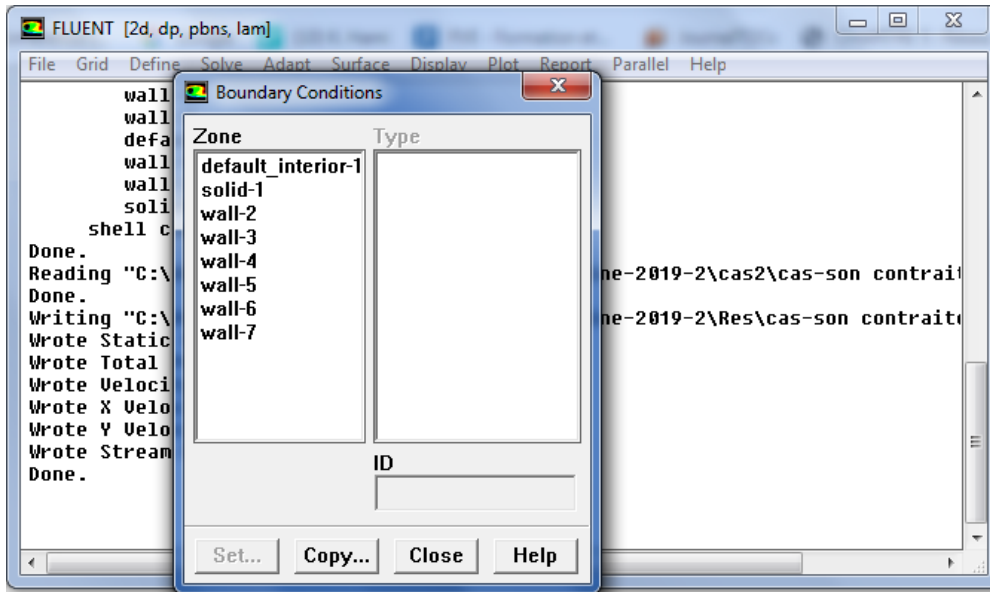 FLUENT [2d, dp, pbns, lam]
File Grid Define Solve Adapt Surface Display Plot Report Parallel Help
Boundary Conditions
Zone
default_interior-1
solid-1
wall-2
wall-3
wall-4
wall-5
wall-6
wall-7
Type
ID
Set... Copy... Close Help
wall
wall
defa
wall
wall
soli
shell c
Done.
Reading "C:\ ne-2019-2\cas2\cas-son contrai
Done.
Writing "C:\ ne-2019-2\Res\cas-son contrait
Wrote Static
Wrote Total
Wrote Veloci
Wrote X Velo
Wrote Y Velo
Wrote Stream
Done.